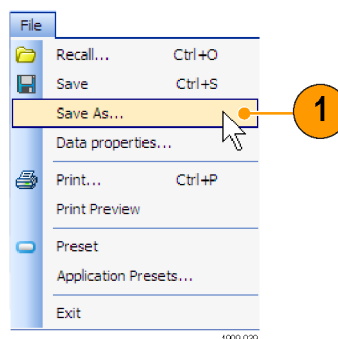 File
Recall... Ctrl+O
Save Ctrl+S
Save As...
1
Data properties...
Print... Ctrl+P
Print Preview
Preset
Application Presets...
Exit